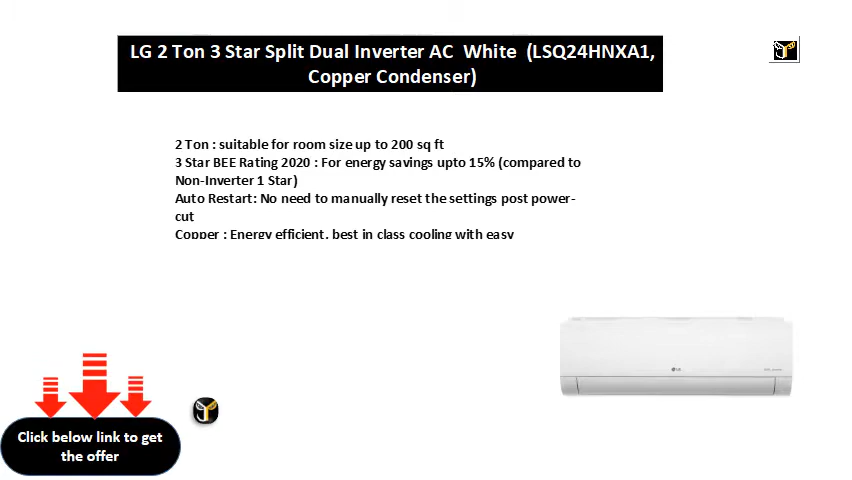 LG 2 Ton 3 Star Split Dual Inverter AC White (LSQ24HNXA1,
Copper Condenser)
2 Ton : suitable for room size up to 200 sq ft
3 Star BEE Rating 2020 : For energy savings upto 15% (compared to
Non-Inverter 1 Star)
Auto Restart: No need to manually reset the settings post power-
cut
Copper : Energy efficient, best in class cooling with easy
LG
Click below link to get
the offer